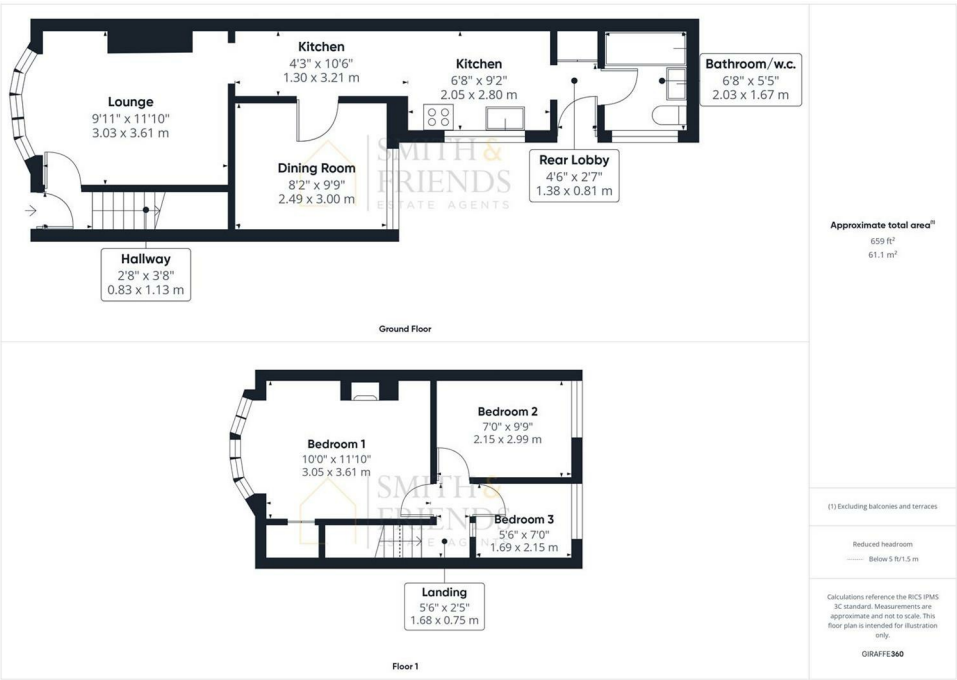 Kitchen
4'3" x 10'6"
1.30 x 3.21 m
Kitchen
6'8" x 9'2"
2.05 x 2.80 m
Bathroom/w.c.
6'8" x 5'5"
2.03 x 1.67 m
Lounge
9'11" x 11'10"
3.03 x 3.61 m
Dining Room
8'2" x 9'9"
2.49 x 3.00 m
SMITH &
FRIENDS
ESTATE AGENTS
Rear Lobby
4'6" x 2'7"
1.38 x 0.81 m
Hallway
2'8" x 3'8"
0.83 x 1.13 m
Ground Floor
Approximate total area(1)
659 ft²
61.1 m²
Bedroom 1
10'0" x 11'10"
3.05 x 3.61 m
Bedroom 2
7'0" x 9'9"
2.15 x 2.99 m
SMITH &
FRIENDS
ESTATE AGENTS
Bedroom 3
5'6" x 7'0"
1.69 x 2.15 m
Landing
5'6" x 2'5"
1.68 x 0.75 m
Floor 1
(1) Excluding balconies and terraces
Reduced headroom
Below 5 ft/1.5 m
Calculations reference the RICS IPMS
3C standard. Measurements are
approximate and not to scale. This
floor plan is intended for illustration
only.
GIRAFFE360